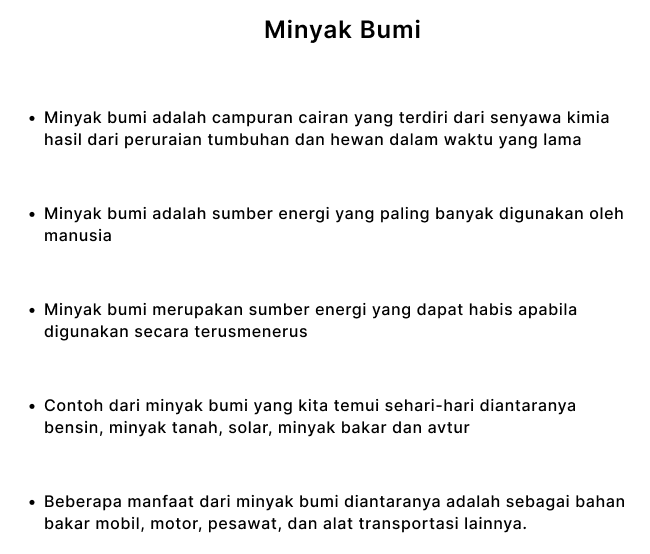 Minyak Bumi
• Minyak bumi adalah campuran cairan yang terdiri dari senyawa kimia
hasil dari peruraian tumbuhan dan hewan dalam waktu yang lama
• Minyak bumi adalah sumber energi yang paling banyak digunakan oleh
manusia
• Minyak bumi merupakan sumber energi yang dapat habis apabila
digunakan secara terusmenerus
• Contoh dari minyak bumi yang kita temui sehari-hari diantaranya
bensin, minyak tanah, solar, minyak bakar dan avtur
• Beberapa manfaat dari minyak bumi diantaranya adalah sebagai bahan
bakar mobil, motor, pesawat, dan alat transportasi lainnya.